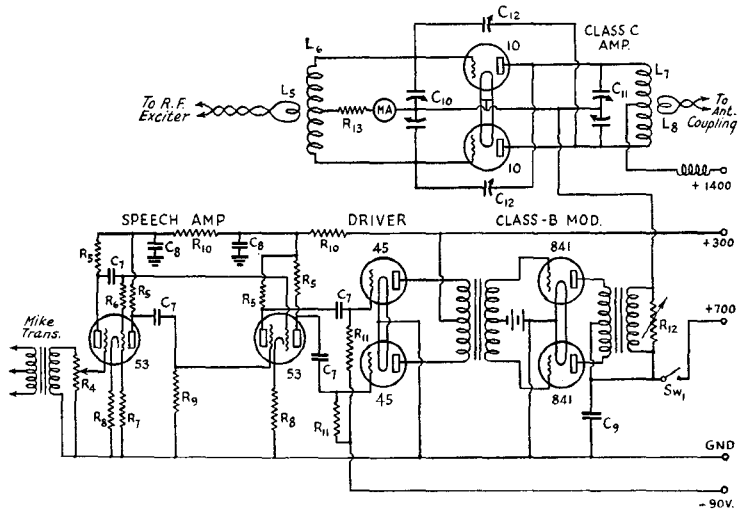 C12
CLASS C
AMP.
L6
10
L7
L5
C10
C11
To R.F.
Exciter
R13
MA
L8
To
Ant.
Coupling
10
C12
+ 1400
SPEECH AMP
DRIVER
CLASS-B MOD.
C8
R10
C8
R10
+300
R5
C7
45
841
R5
R6
R5
C7
C7
+700
Mike
Trans.
R11
R12
53
53
C7
R4
45
841
SW1
R9
R8
R7
R8
R11
C9
GND
- 90V.